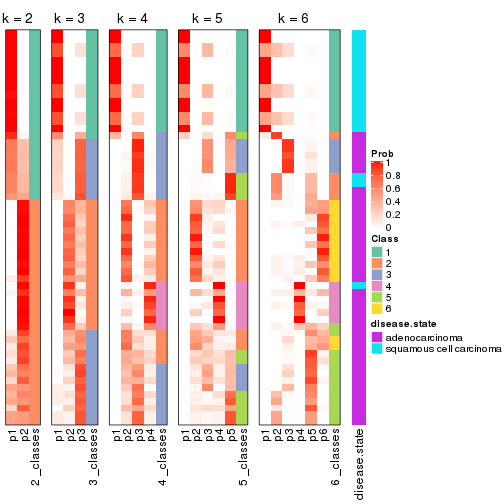 k = 2 k = 3 k = 4 k = 5 k = 6
p1 p2 2_classes p1 p2 p3 3_classes p1 p2 p3 p4 4_classes p1 p2 p3 p4 p5 5_classes p1 p2 p3 p4 p5 p6 6_classes disease.state
Prob
1
0.8
0.6
0.4
0.2
0
Class
1
2
3
4
5
6
disease.state
adenocarcinoma
squamous cell carcinoma